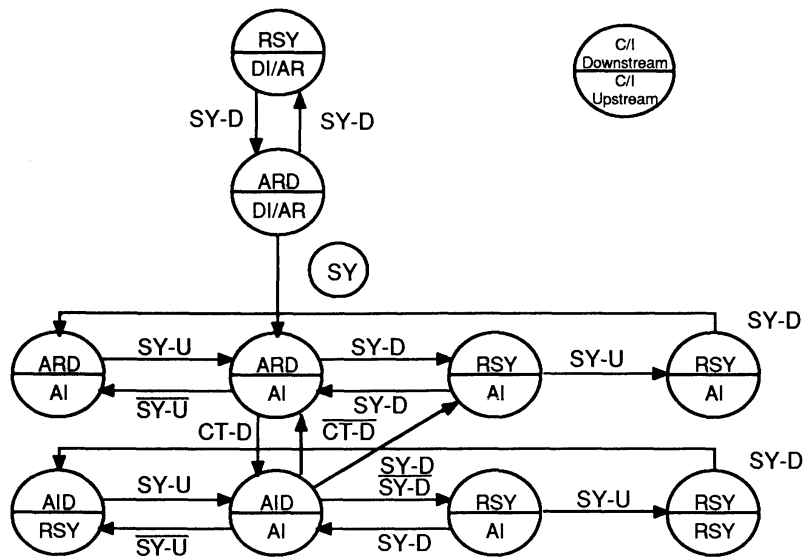 RSY
DI/AR
C/I
Downstream
C/I
Upstream
SY-D
SY-D
ARD
DI/AR
SY
SY-D
ARD
AI
SY-U
SY-U
ARD
AI
SY-D
SY-D
RSY
AI
SY-U
RSY
AI
CT-D
CT-D
SY-D
AID
RSY
SY-U
SY-U
AID
AI
SY-D
SY-D
SY-D
RSY
AI
SY-U
RSY
RSY